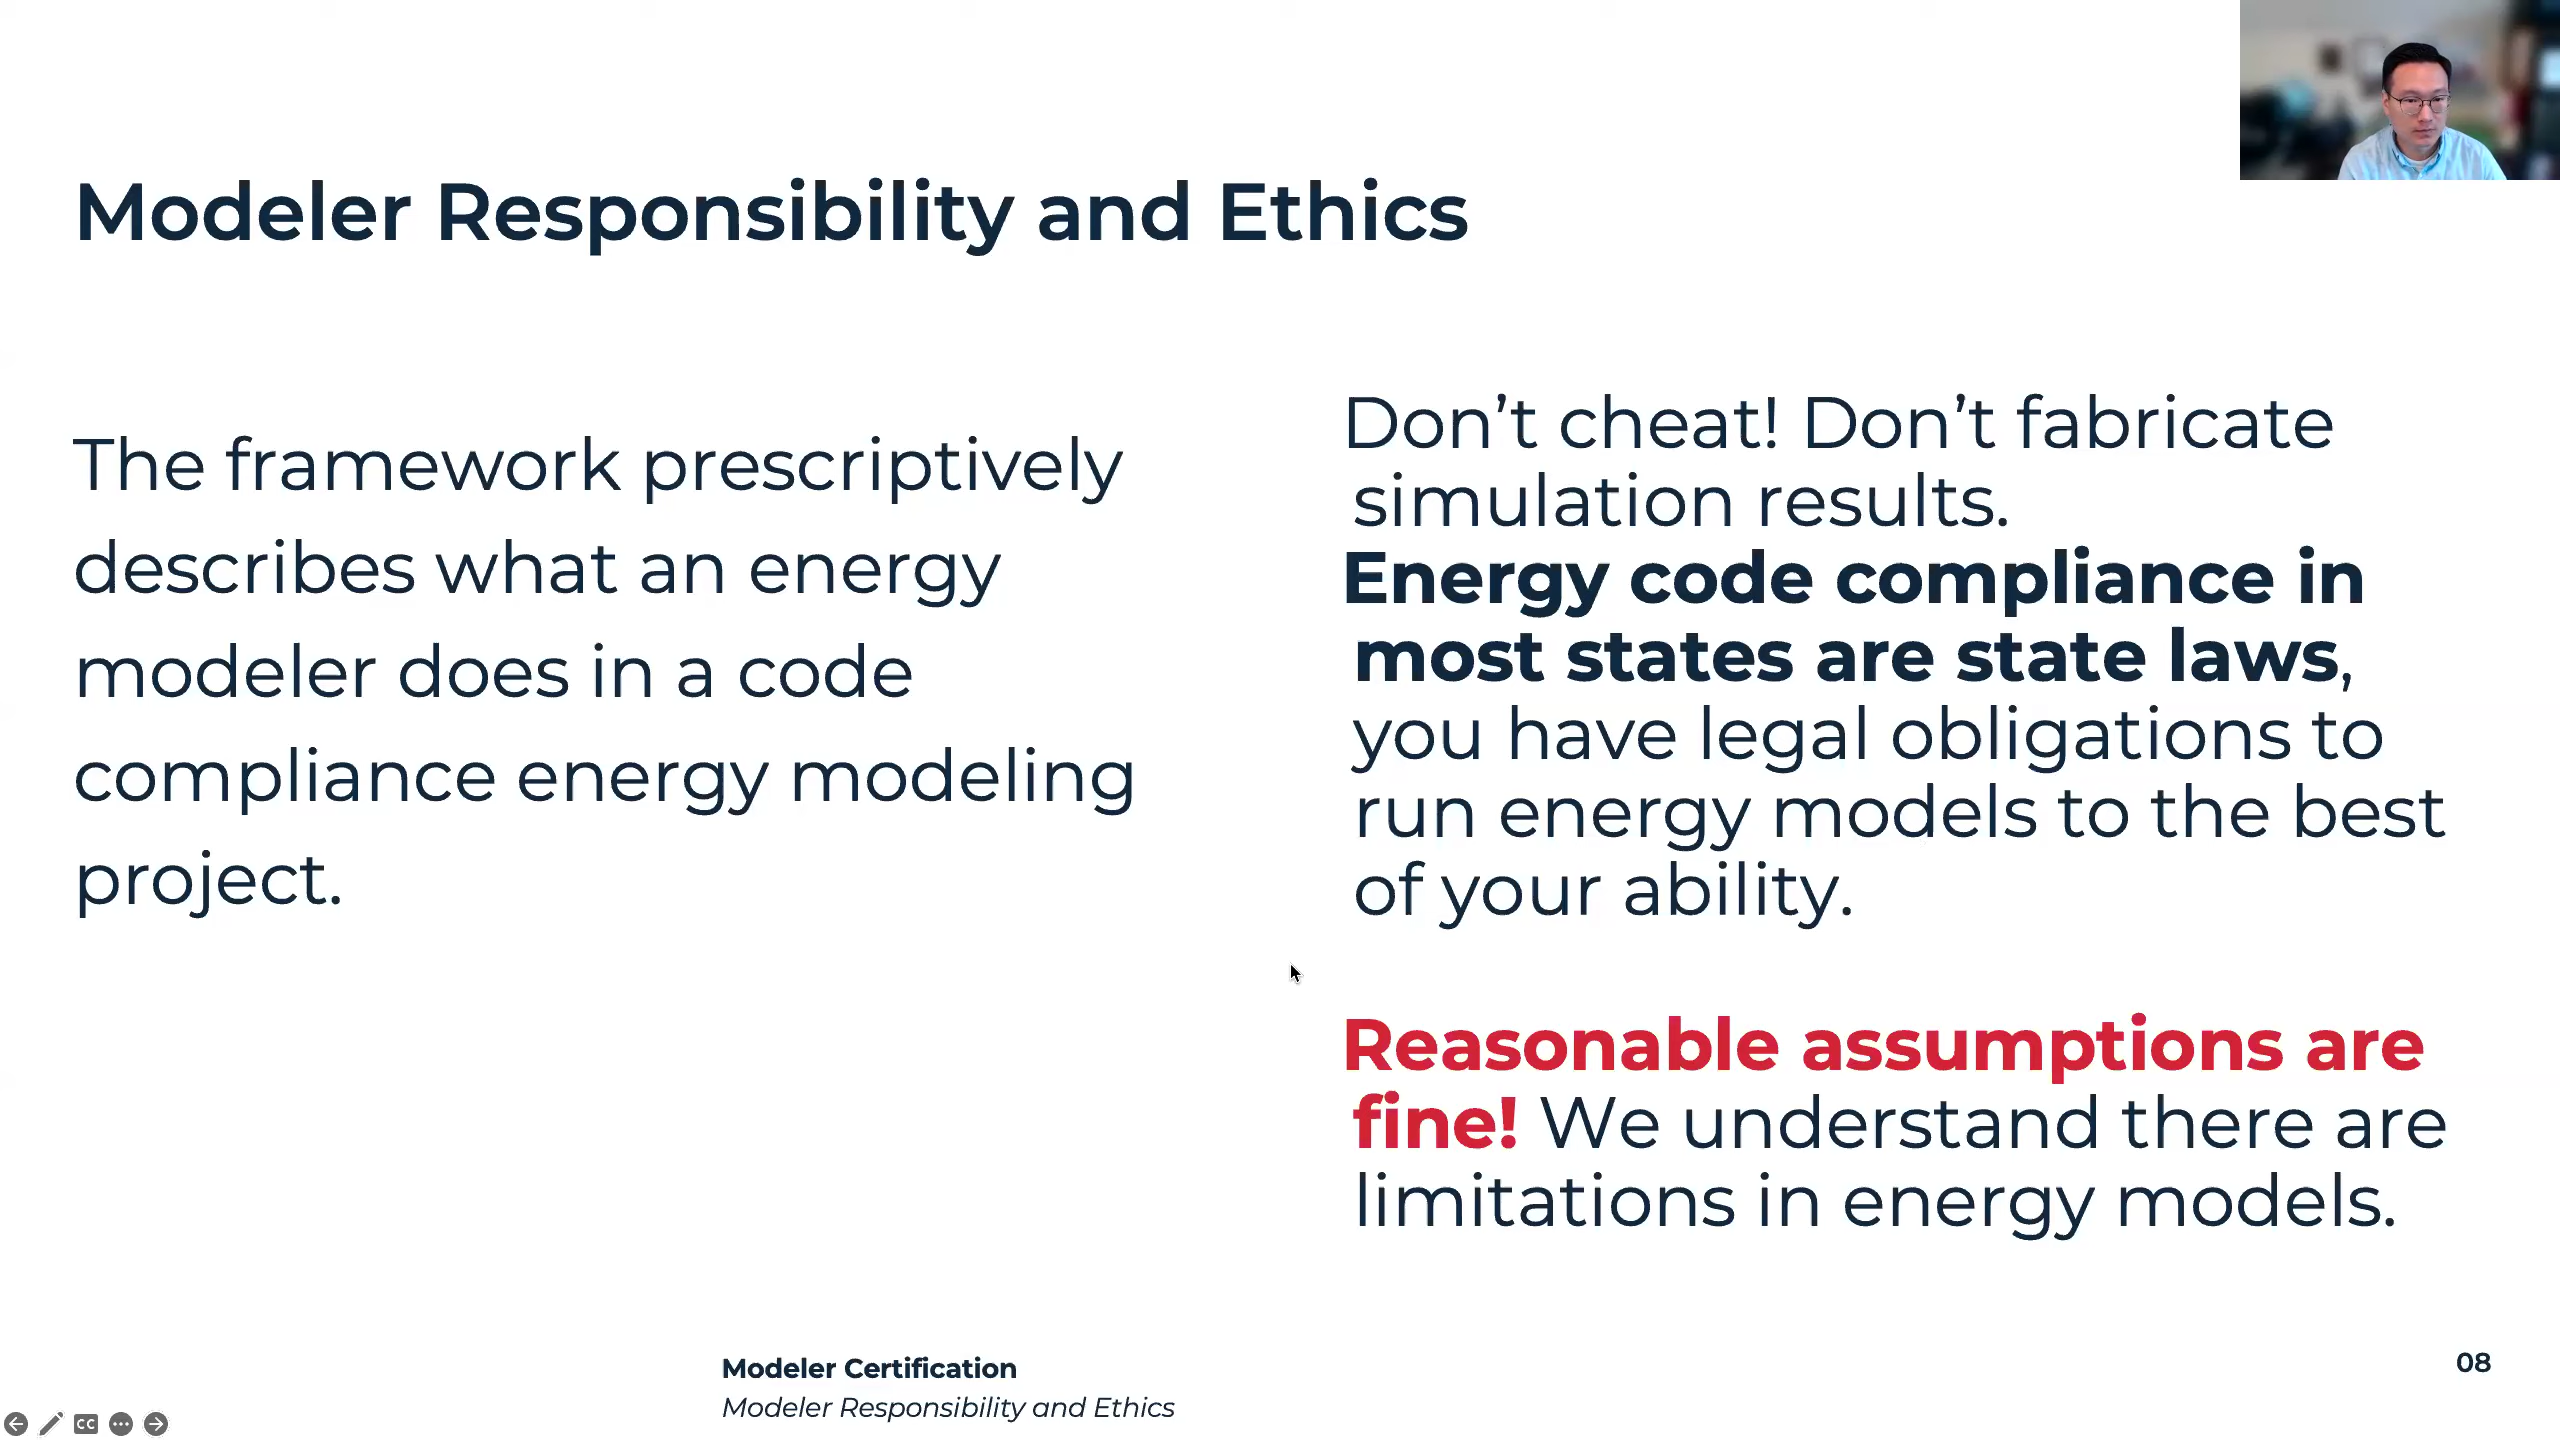 Modeler Responsibility and Ethics
The framework prescriptively
describes what an energy
modeler does in a code
compliance energy modeling
project.
Don’t cheat! Don’t fabricate
simulation results.
Energy code compliance in
most states are state laws,
you have legal obligations to
run energy models to the best
of your ability.
Reasonable assumptions are
fine! We understand there are
limitations in energy models.
Modeler Certification
Modeler Responsibility and Ethics
08
CC